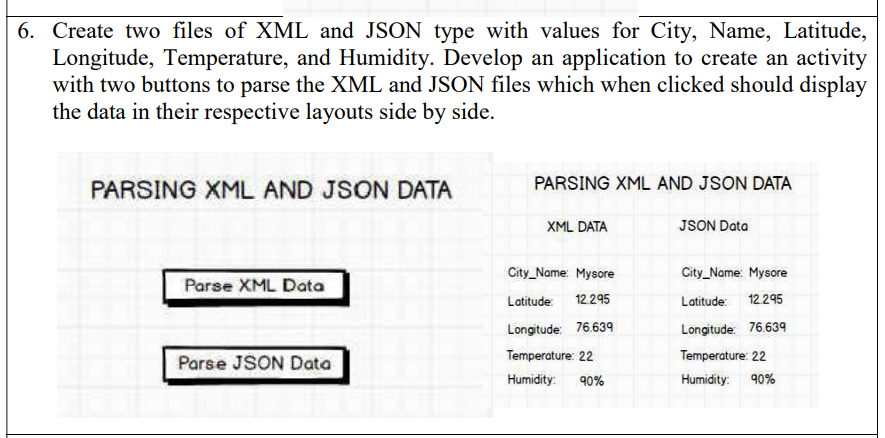 6. Create two files of XML and JSON type with values for City, Name, Latitude,
Longitude, Temperature, and Humidity. Develop an application to create an activity
with two buttons to parse the XML and JSON files which when clicked should display
the data in their respective layouts side by side.
PARSING XML AND JSON DATA
Parse XML Data
Parse JSON Data
PARSING XML AND JSON DATA
XML DATA JSON Data
City_Name: Mysore City_Name: Mysore
Latitude: 12.295 Latitude: 12.295
Longitude: 76.639 Longitude: 76.639
Temperature: 22 Temperature: 22
Humidity: 90% Humidity: 90%